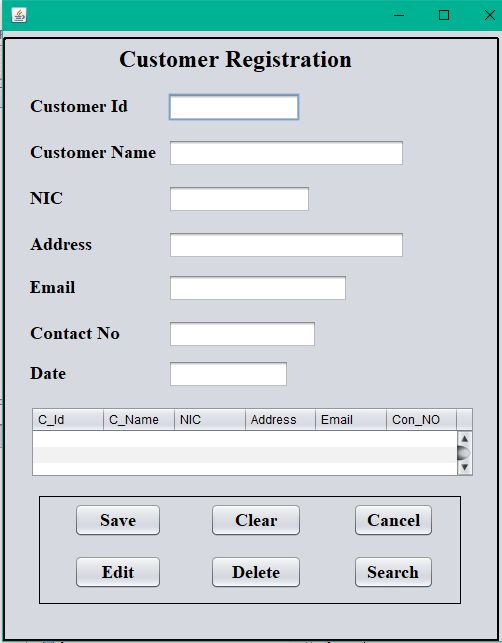 Customer Registration
Customer Id
Customer Name
NIC
Address
Email
Contact No
Date
C_Id C_Name NIC Address Email Con_NO
Save Clear Cancel
Edit Delete Search